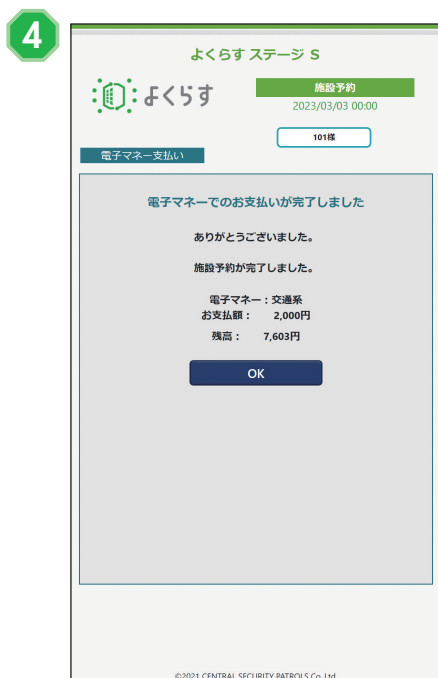 4
よくらす ステージ S
よくらす
施設予約
2023/03/03 00:00
101様
電子マネー支払い
電子マネーでのお支払いが完了しました
ありがとうございました。
施設予約が完了しました。
電子マネー：交通系
お支払額： 2,000円
残高： 7,603円
OK
©2021 CENTRAL SECURITY PATROLS Co.,Ltd.